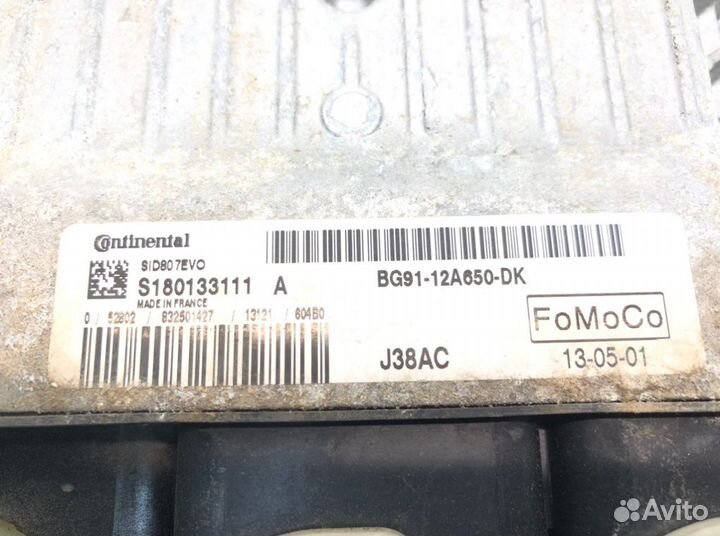 Continental
SID807EVO
S180133111 A
MADE IN FRANCE
0 / 52802 / 832501427 / 13121 / 604B0
BG91-12A650-DK
FoMoCo
J38AC 13-05-01
Avito